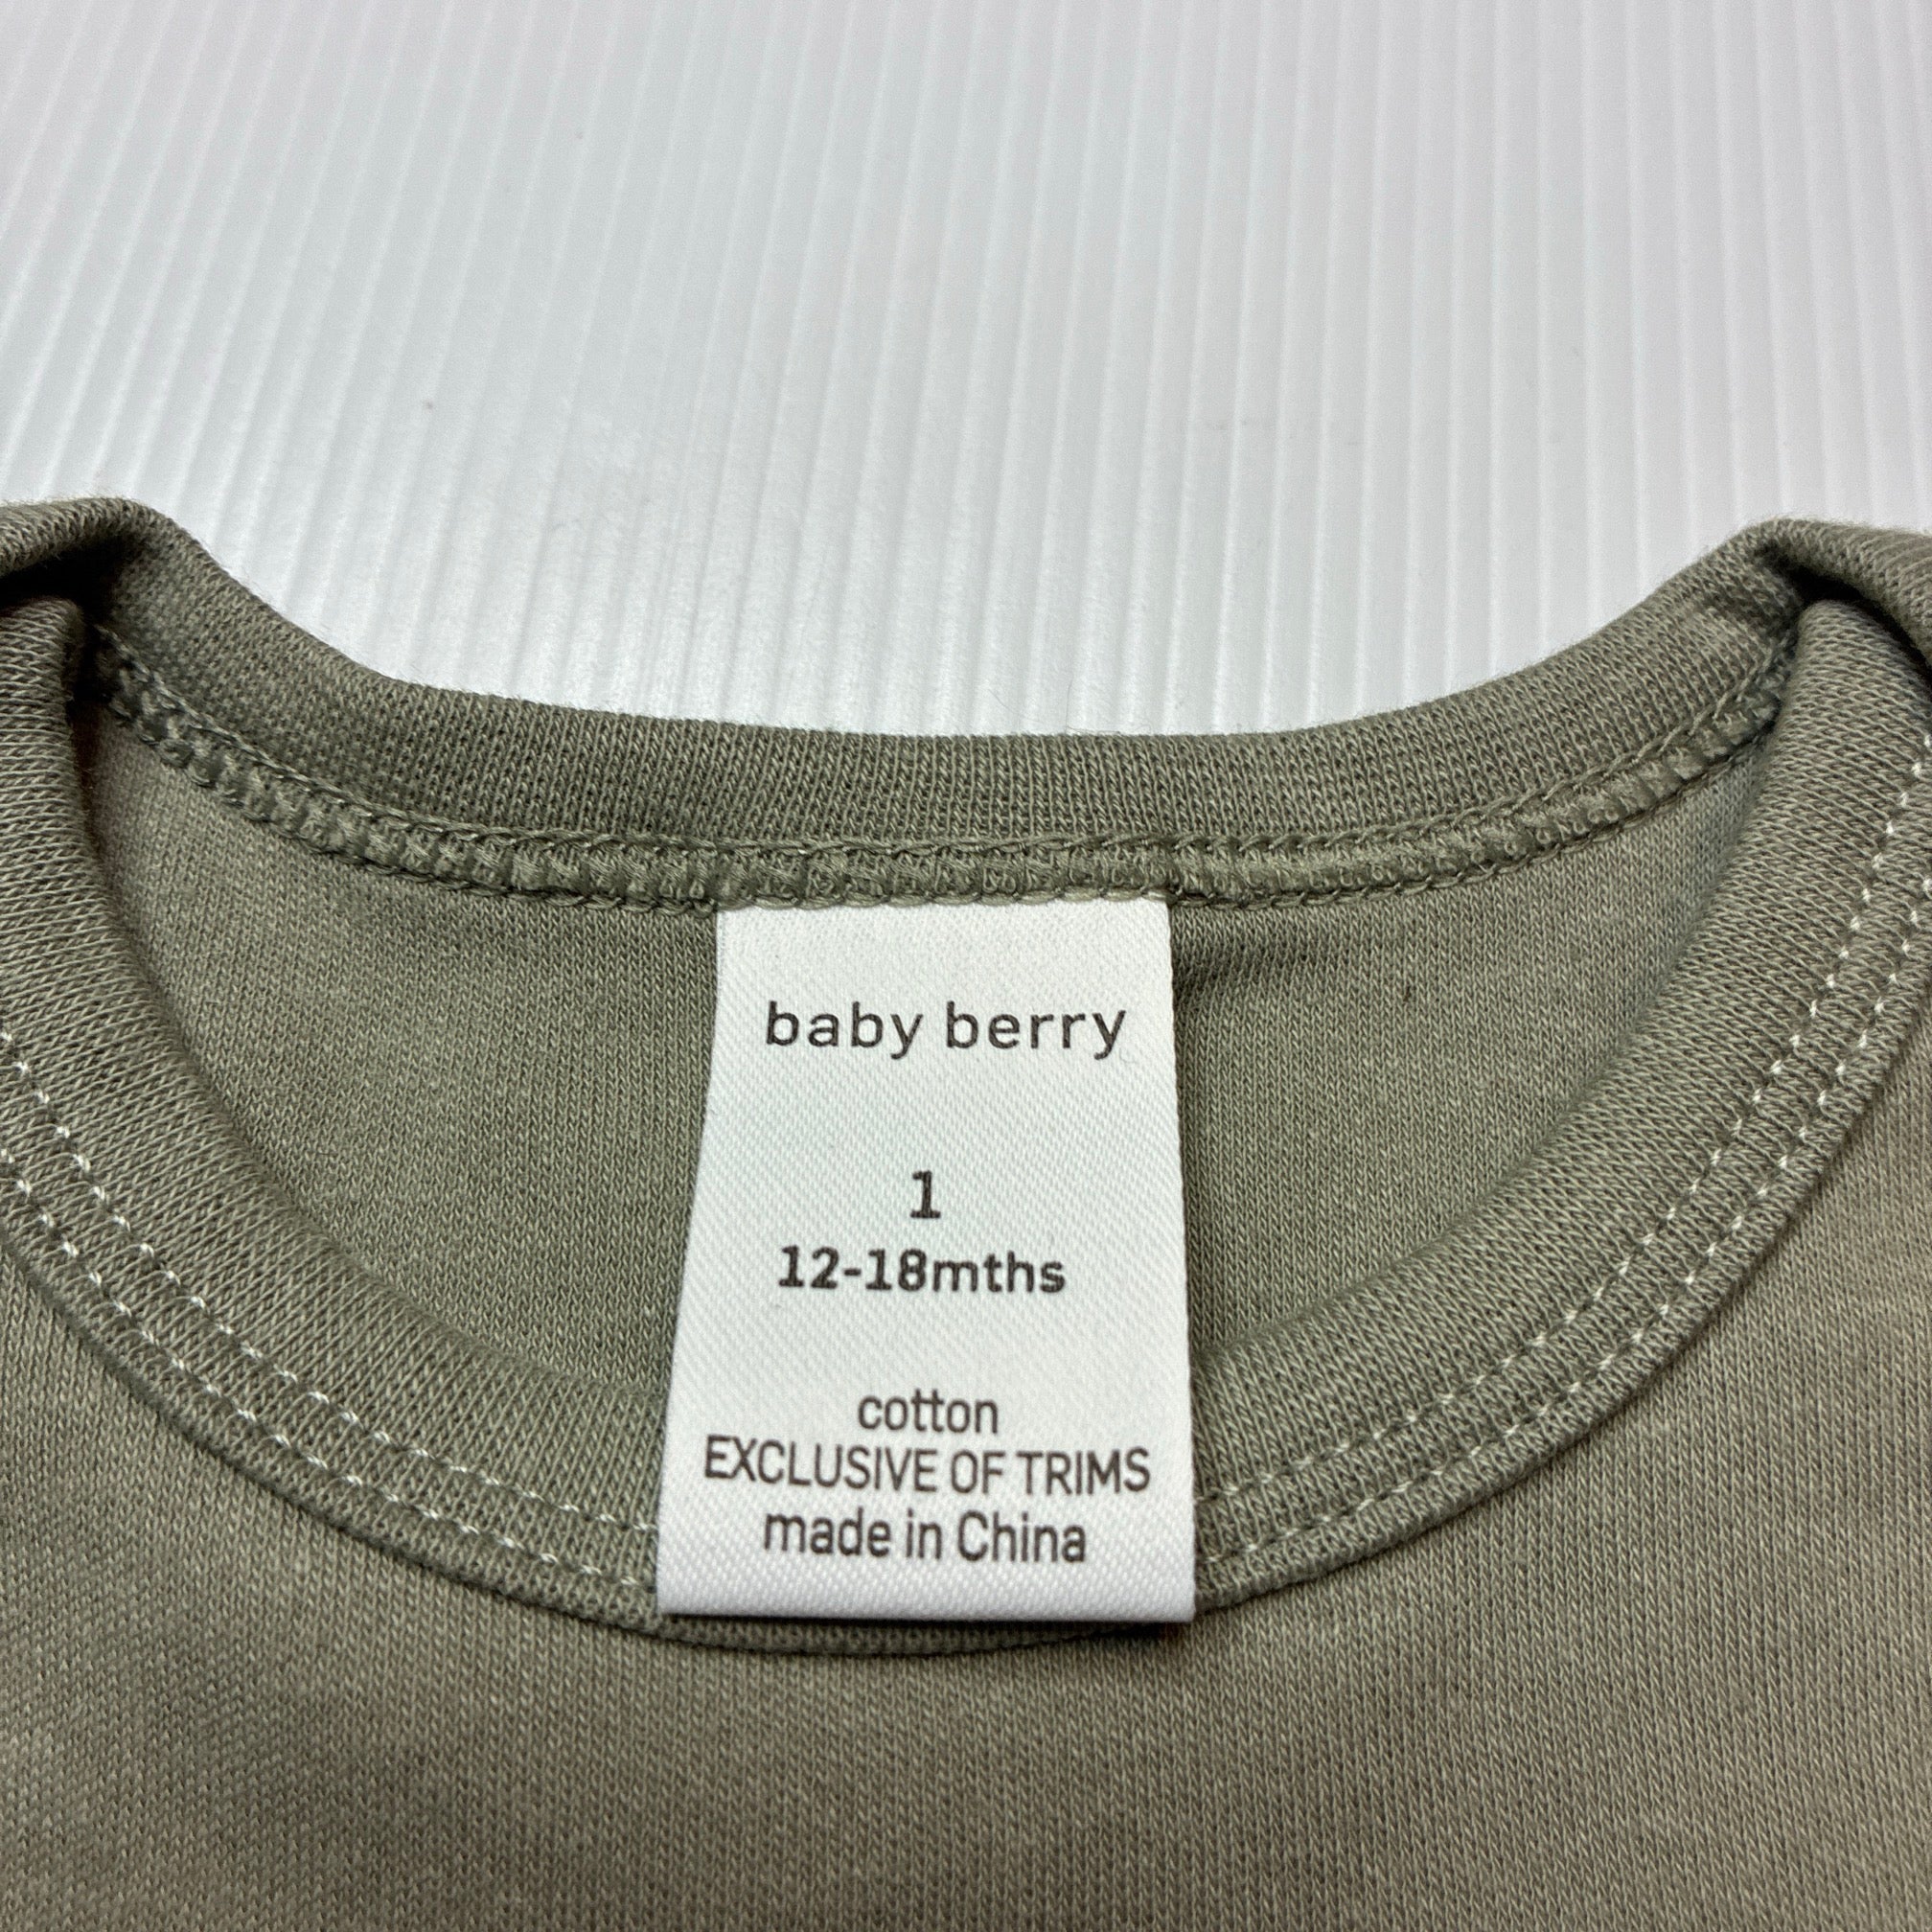 baby berry
1
12-18mths
cotton
EXCLUSIVE OF TRIMS
made in China